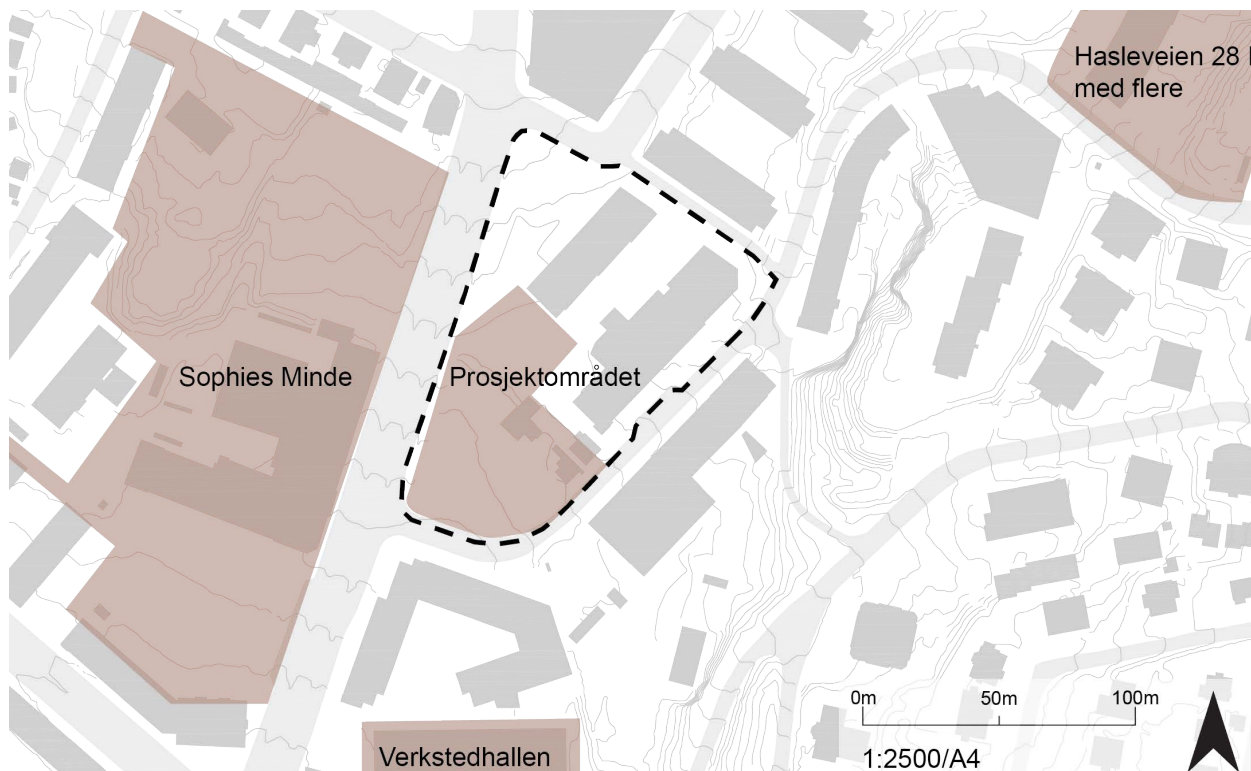 Hasleveien 28
med flere
Sophies Minde
Prosjektområdet
0m 50m 100m
Verkstedhallen
1:2500/A4